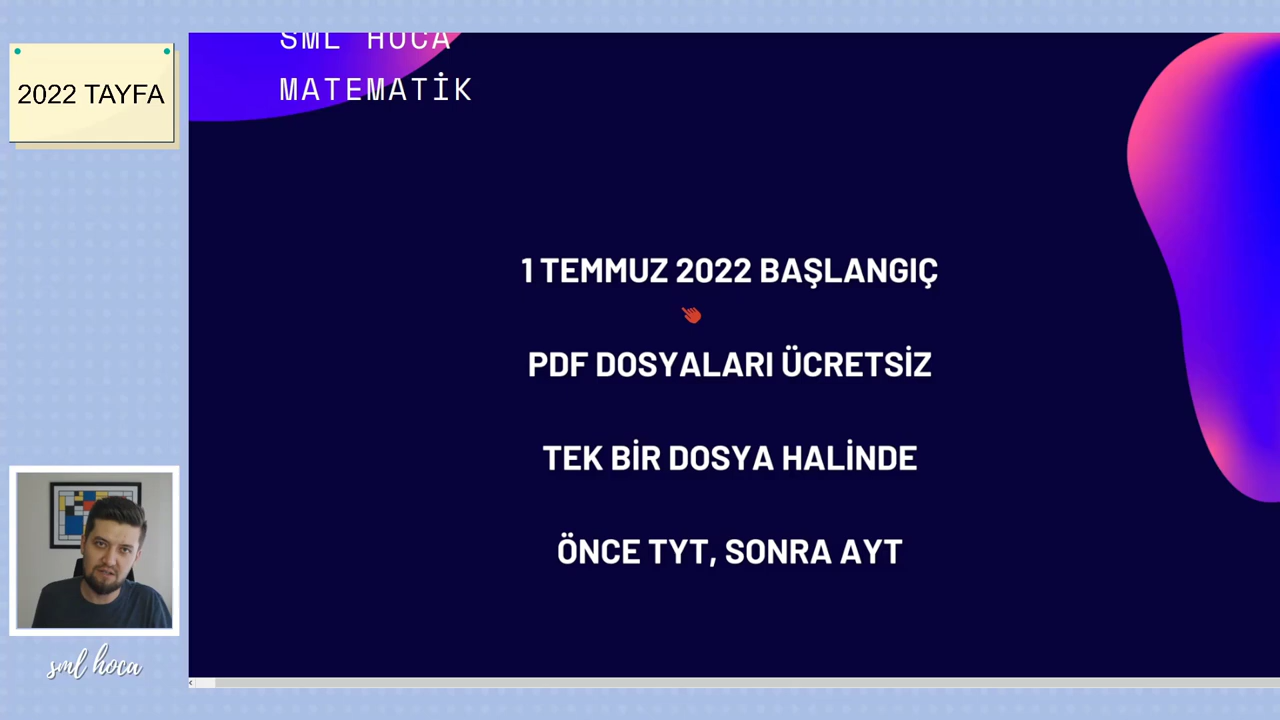 SML HOCA
MATEMATİK
2022 TAYFA
1 TEMMUZ 2022 BAŞLANGIÇ
PDF DOSYALARI ÜCRETSİZ
TEK BİR DOSYA HALİNDE
ÖNCE TYT, SONRA AYT
sml hoca